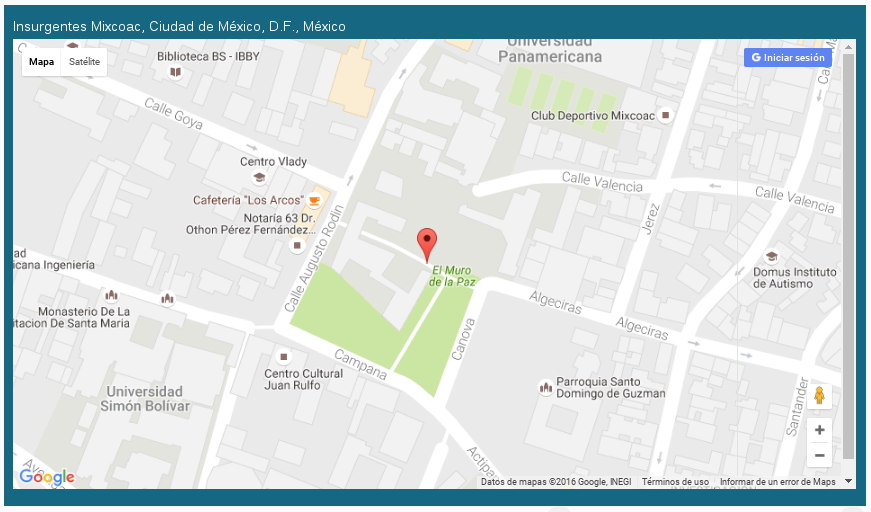 Insurgentes Mixcoac, Ciudad de México, D.F., México
Universidad
Panamericana
Biblioteca BS - IBBY
Mapa
Satélite
G Iniciar sesión
Calle Goya
Club Deportivo Mixcoac
Centro Vlady
Calle Valencia
Calle Valencia
Cafetería "Los Arcos"
Notaría 63 Dr.
Othon Pérez Fernández...
Jerez
Calle Augusto Rodin
icana Ingeniería
El Muro
de la Paz
Domus Instituto
de Autismo
Algeciras
Algeciras
Monasterio De La
itacion De Santa Maria
Canova
Campana
Centro Cultural
Juan Rulfo
Parroquia Santo
Domingo de Guzman
Universidad
Simón Bolívar
Santander
Actipa
Google
Datos de mapas ©2016 Google, INEGI
Términos de uso
Informar de un error de Maps